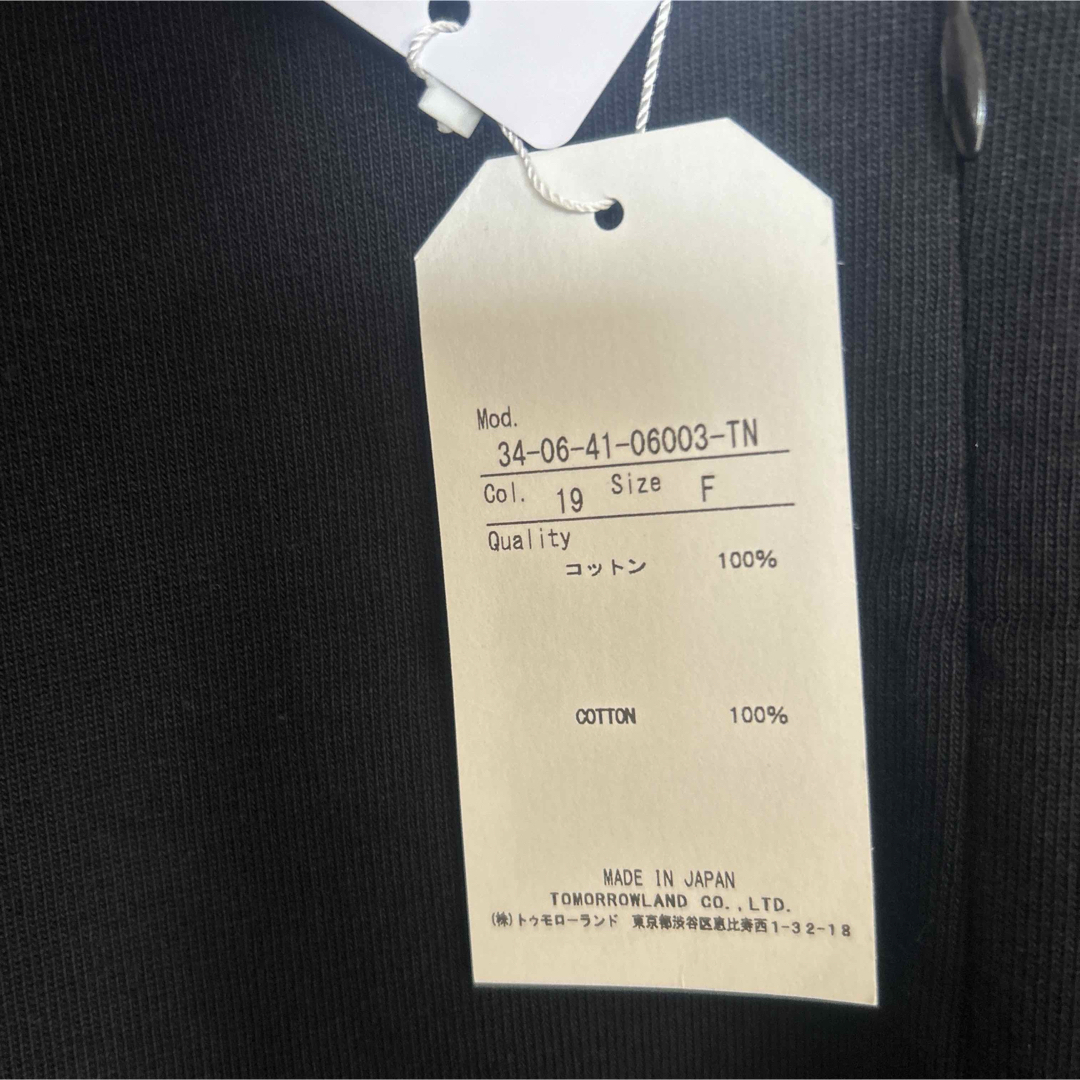 Mod.
34-06-41-06003-TN
Col. 19 Size F
Quality
コットン 100%
COTTON 100%
MADE IN JAPAN
TOMORROWLAND CO.,LTD.
(株)トゥモローランド 東京都渋谷区恵比寿西1-32-18